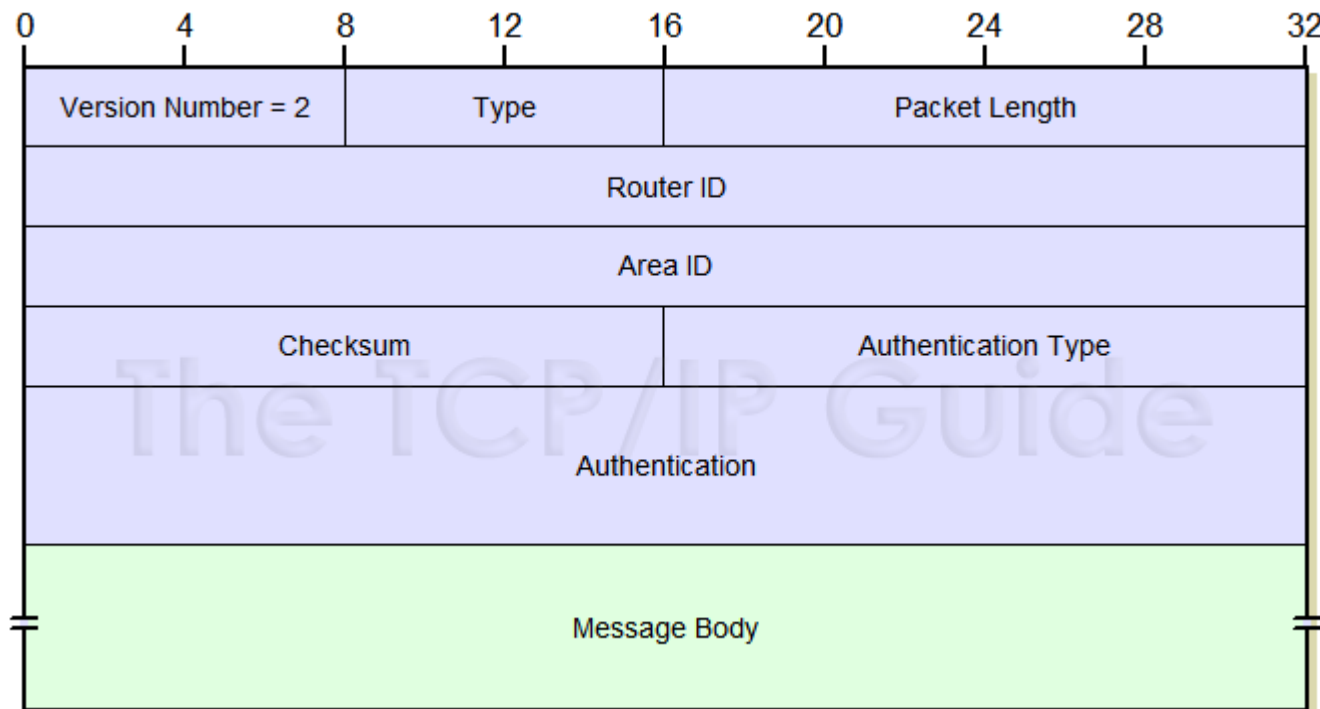 0 4 8 12 16 20 24 28 32
Version Number = 2 Type Packet Length
Router ID
Area ID
Checksum Authentication Type
The TCP/IP Guide
Authentication
Message Body